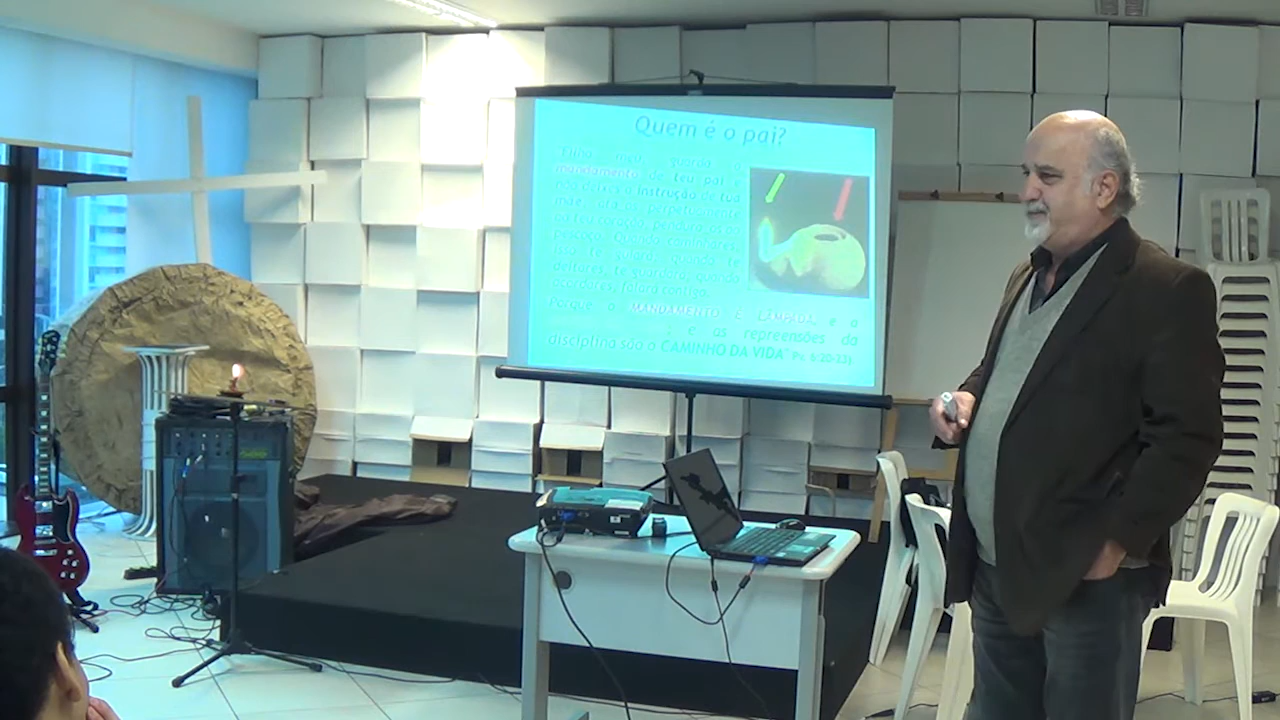 Quem é o pai?
"Filho meu, guarda o
mandamento de teu pai e
não deixes a instrução de tua
mãe; ata-os perpetuamente
ao teu coração, pendura-os ao
pescoço. Quando caminhares,
isso te guiará; quando te
deitares, te guardará; quando
acordares, falará contigo.
Porque o MANDAMENTO É LÂMPADA, e a
e as repreensões da
disciplina são o CAMINHO DA VIDA" Pv. 6:20-23)